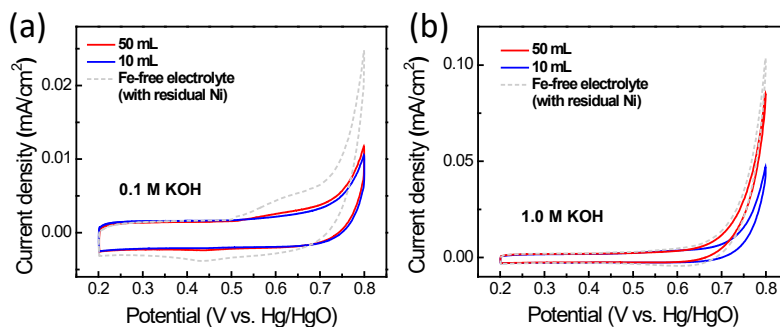 (a)
50 mL
10 mL
Fe-free electrolyte
(with residual Ni)
0.1 M KOH
Current density (mA/cm²)
0.02
0.01
0.00
0.2 0.3 0.4 0.5 0.6 0.7 0.8
Potential (V vs. Hg/HgO)
(b)
50 mL
10 mL
Fe-free electrolyte
(with residual Ni)
1.0 M KOH
Current density (mA/cm²)
0.10
0.05
0.00
0.2 0.3 0.4 0.5 0.6 0.7 0.8
Potential (V vs. Hg/HgO)